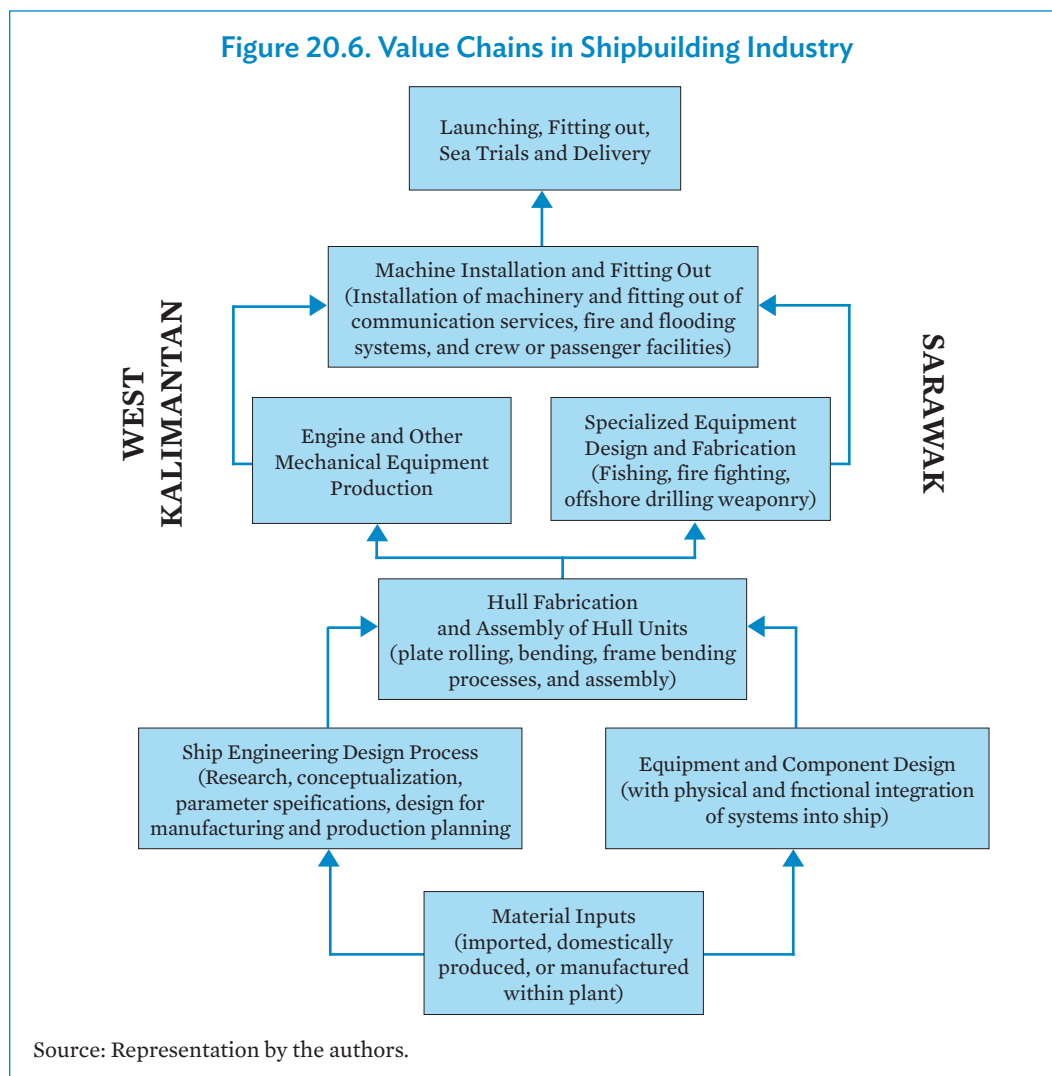 Figure 20.6. Value Chains in Shipbuilding Industry
Launching, Fitting out,
Sea Trials and Delivery
Machine Installation and Fitting Out
(Installation of machinery and fitting out of
communication services, fire and flooding
systems, and crew or passenger facilities)
WEST
KALIMANTAN
SARAWAK
Engine and Other
Mechanical Equipment
Production
Specialized Equipment
Design and Fabrication
(Fishing, fire fighting,
offshore drilling weaponry)
Hull Fabrication
and Assembly of Hull Units
(plate rolling, bending, frame bending
processes, and assembly)
Ship Engineering Design Process
(Research, conceptualization,
parameter speifications, design for
manufacturing and production planning
Equipment and Component Design
(with physical and fnctional integration
of systems into ship)
Material Inputs
(imported, domestically
produced, or manufactured
within plant)
Source: Representation by the authors.